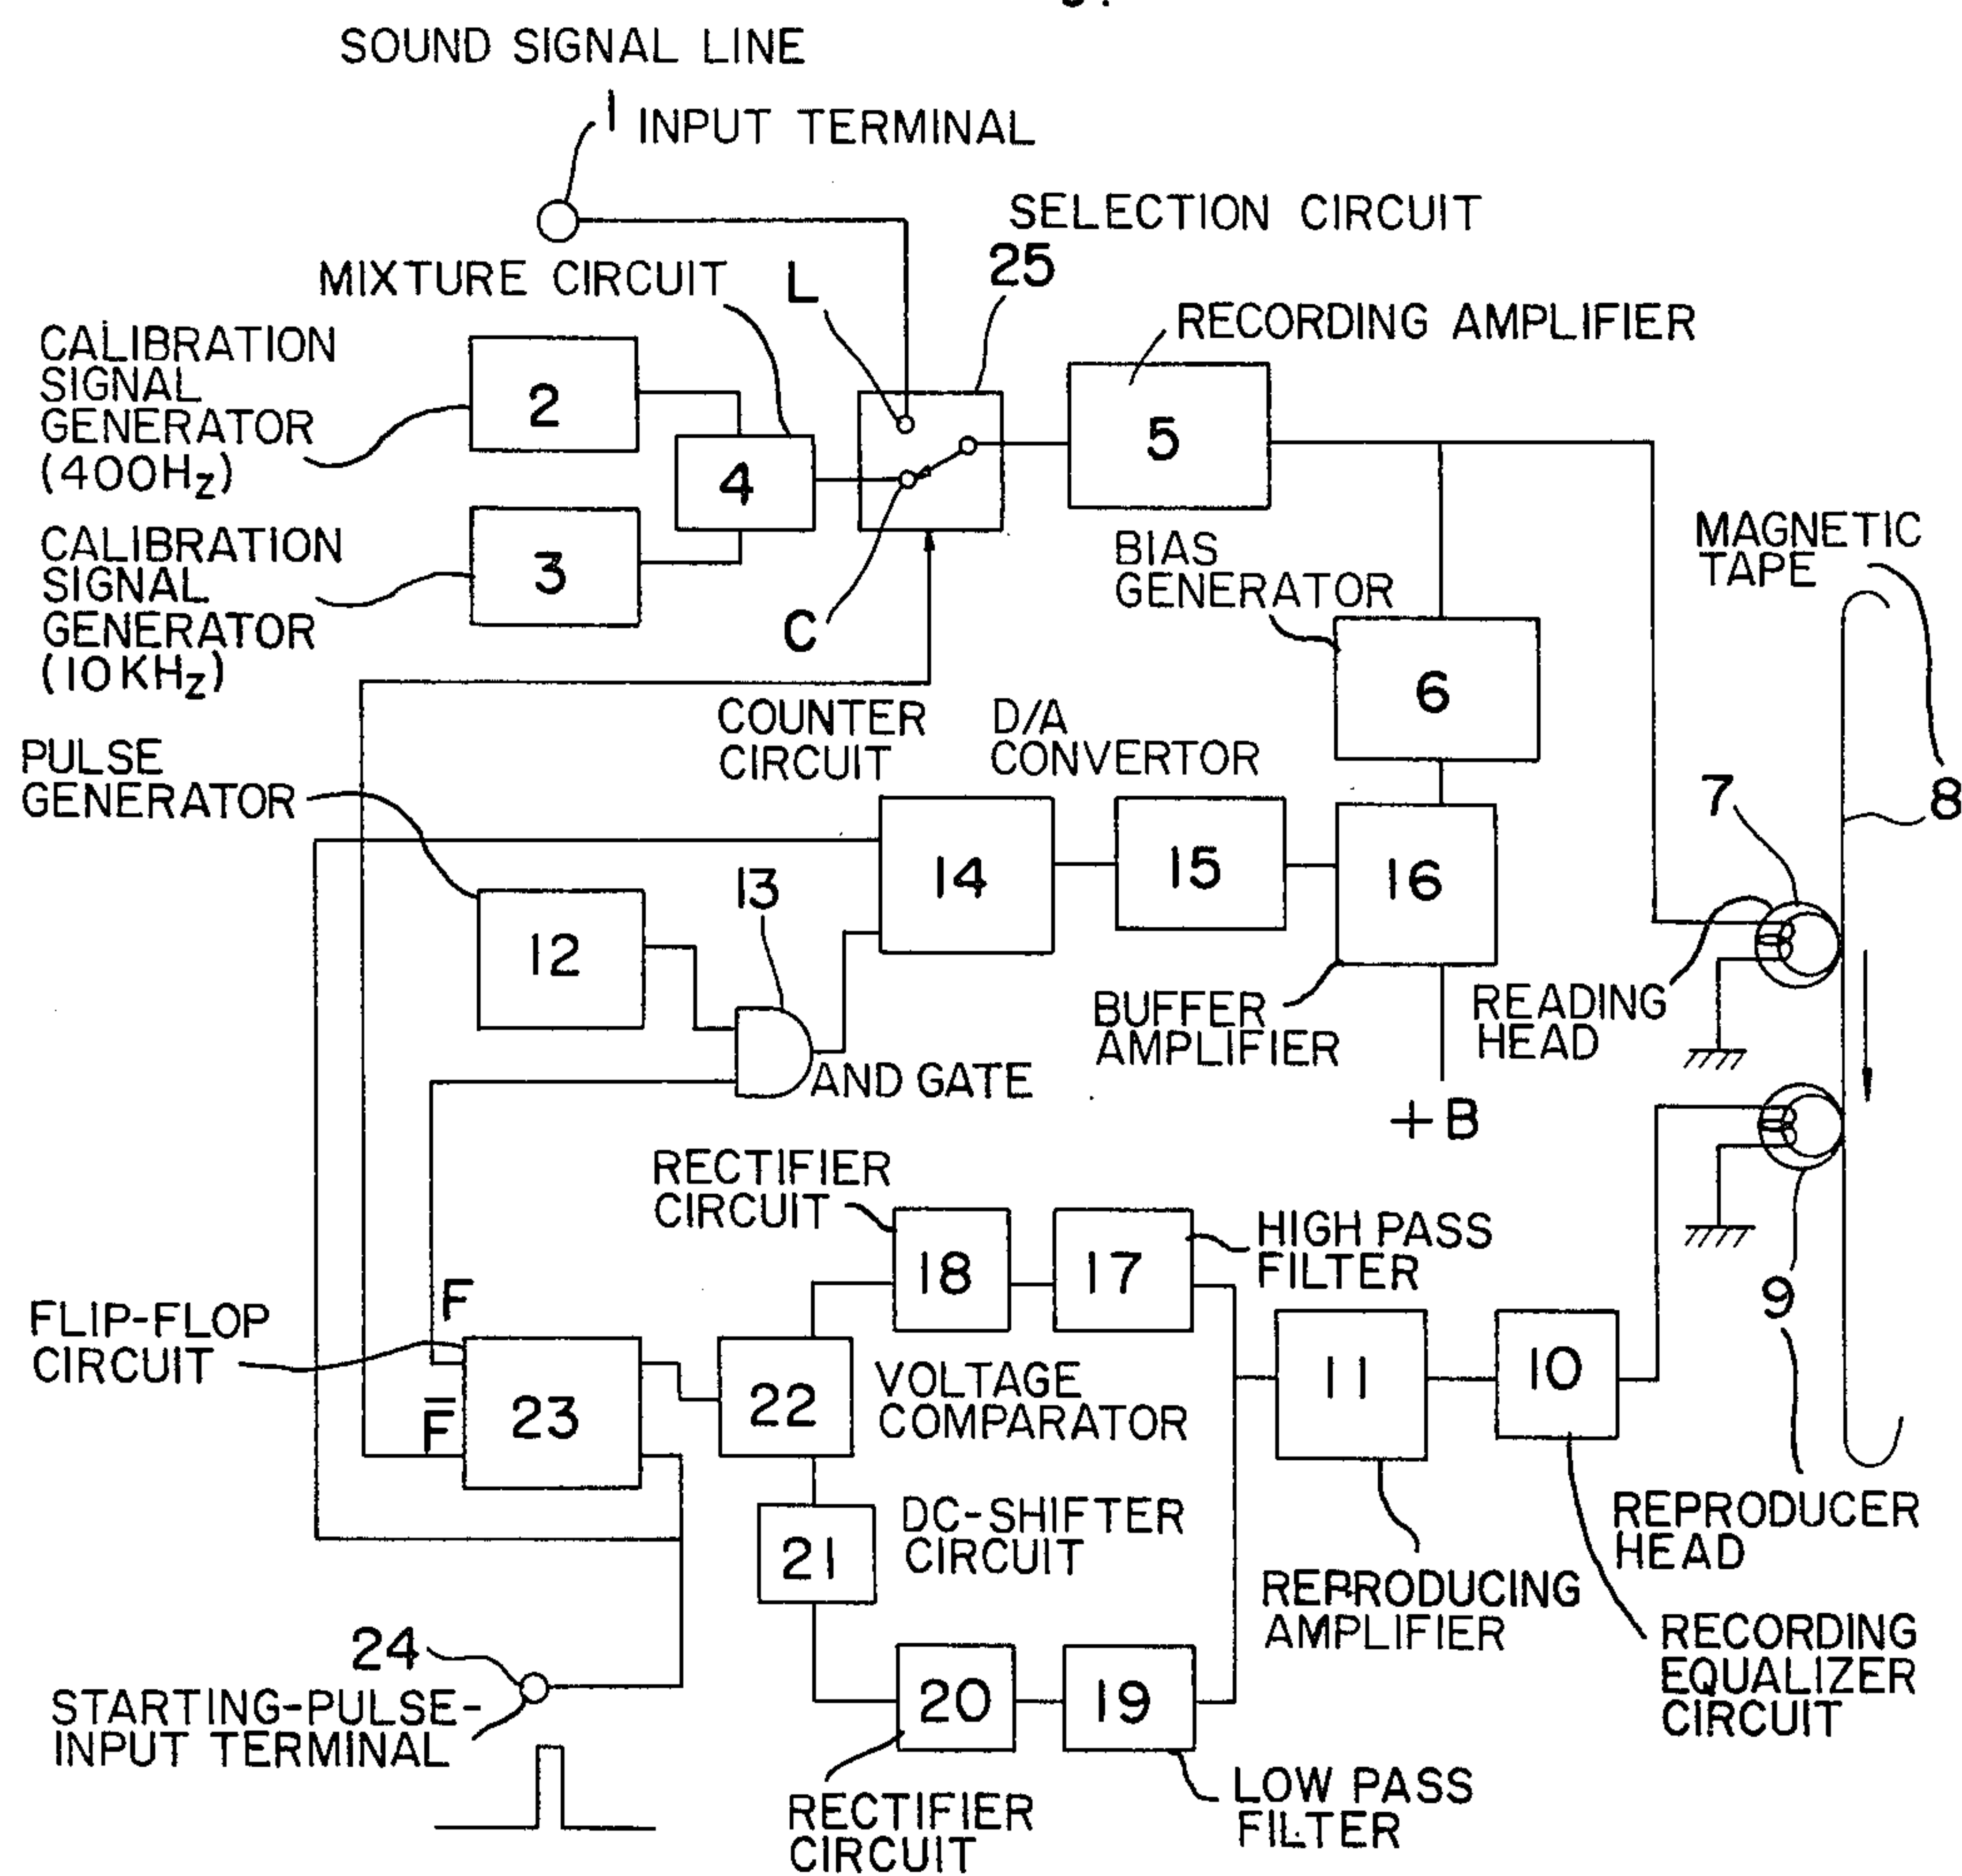 SOUND SIGNAL LINE
1 INPUT TERMINAL
SELECTION CIRCUIT
25
MIXTURE CIRCUIT
L
RECORDING AMPLIFIER
CALIBRATION
SIGNAL
GENERATOR
(400Hz)
2
4
5
CALIBRATION
SIGNAL
GENERATOR
(10KHz)
3
C
BIAS
GENERATOR
6
MAGNETIC
TAPE
8
7
COUNTER
CIRCUIT
D/A
CONVERTOR
PULSE
GENERATOR
12
13
14
15
16
AND GATE
BUFFER
AMPLIFIER
READING
HEAD
+B
RECTIFIER
CIRCUIT
18
17
HIGH PASS
FILTER
9
FLIP-FLOP
CIRCUIT
F
F̅
23
22
VOLTAGE
COMPARATOR
11
10
21
DC-SHIFTER
CIRCUIT
REPRODUCER
HEAD
REPRODUCING
AMPLIFIER
RECORDING
EQUALIZER
CIRCUIT
24
STARTING-PULSE-
INPUT TERMINAL
20
19
RECTIFIER
CIRCUIT
LOW PASS
FILTER